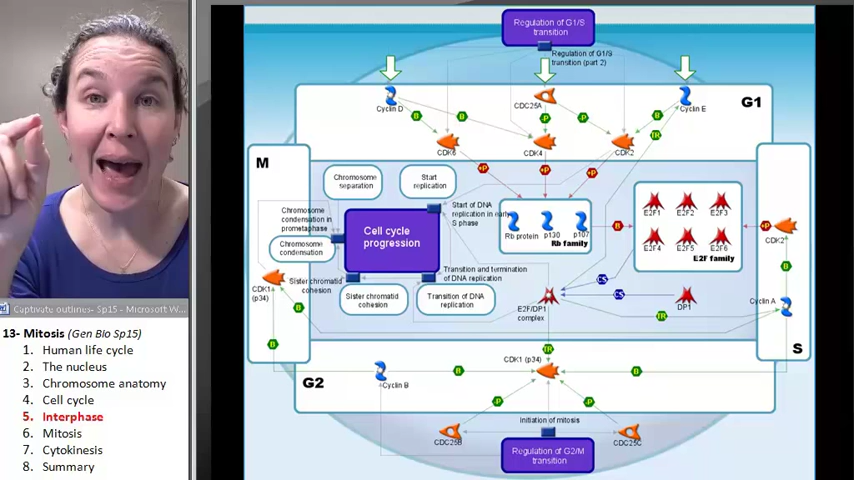 Regulation of G1/S
transition
Regulation of G1/S
transition (part 2)
Cyclin D
CDC25A
Cyclin E
G1
B
B
-P
-P
B
TR
CDK6
CDK4
CDK2
M
+P
+P
+P
Chromosome
separation
Start
replication
Chromosome
condensation in
prometaphase
Start of DNA
replication in early
S phase
Cell cycle
progression
Chromosome
condensation
Rb protein
p130
p107
Rb family
B
E2F1
E2F2
E2F3
E2F4
E2F5
E2F6
E2F family
+P
CDK2
B
CDK1
(p34)
Sister chromatid
cohesion
Transition and termination
of DNA replication
Sister chromatid
cohesion
Transition of DNA
replication
CS
CS
E2F/DP1
complex
DP1
Cyclin A
B
TR
S
B
TR
CDK1 (p34)
G2
Cyclin B
B
B
-P
-P
Initiation of mitosis
CDC25B
CDC25C
Regulation of G2/M
transition
Captivate outlines- Sp15 - Microsoft W...
13- Mitosis (Gen Bio Sp15)
1. Human life cycle
2. The nucleus
3. Chromosome anatomy
4. Cell cycle
5. Interphase
6. Mitosis
7. Cytokinesis
8. Summary